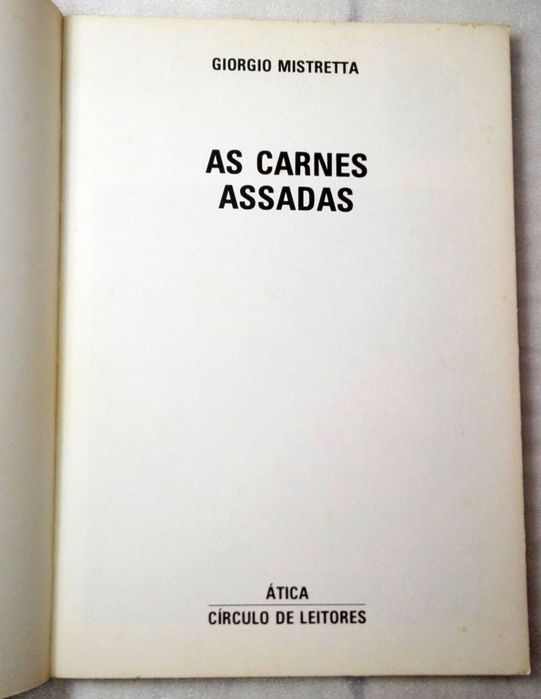 GIORGIO MISTRETTA
AS CARNES
ASSADAS
ÁTICA
CÍRCULO DE LEITORES